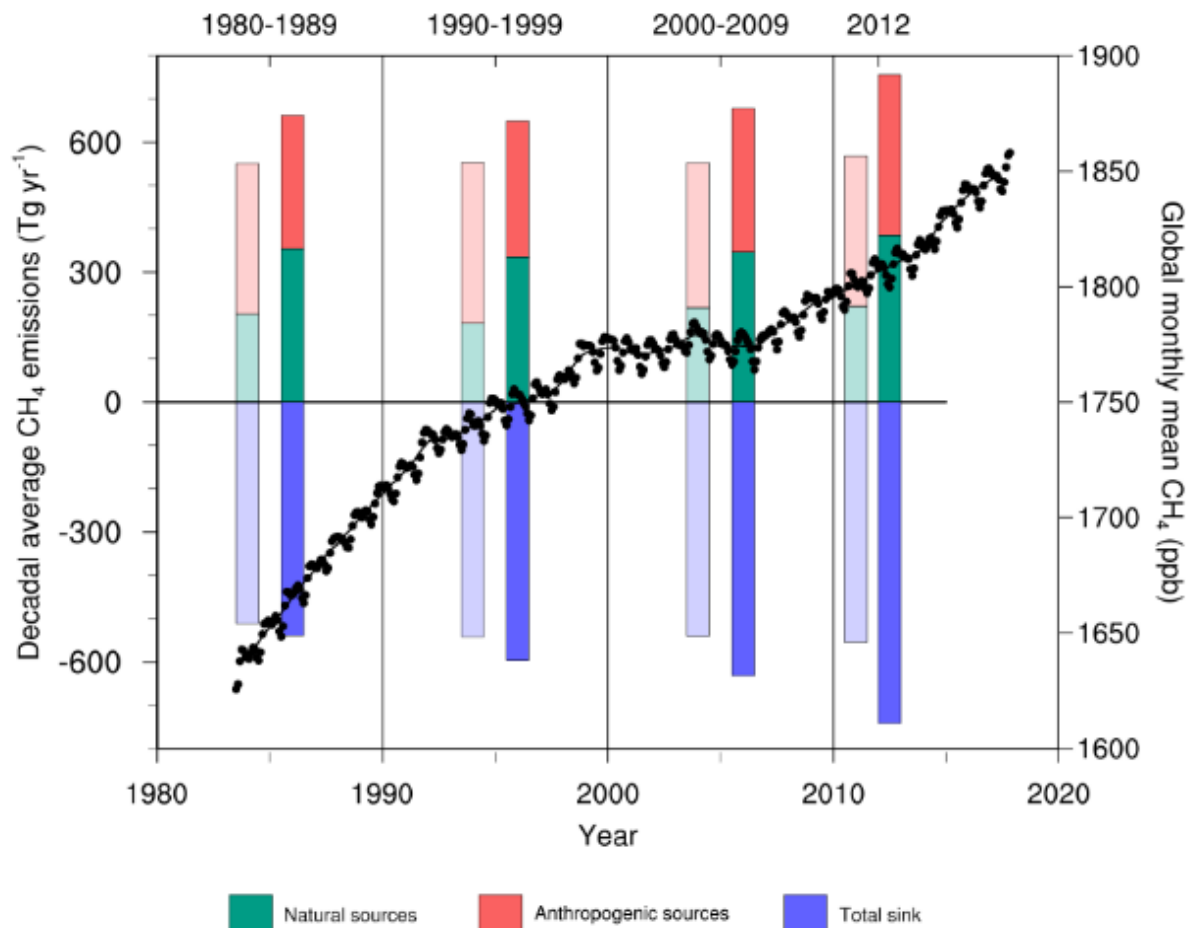 1980-1989 1990-1999 2000-2009 2012
Decadal average CH₄ emissions (Tg yr⁻¹)
600
300
0
-300
-600
1900
1850
1800
1750
1700
1650
1600
Global monthly mean CH₄ (ppb)
1980 1990 2000 2010 2020
Year
Natural sources Anthropogenic sources Total sink